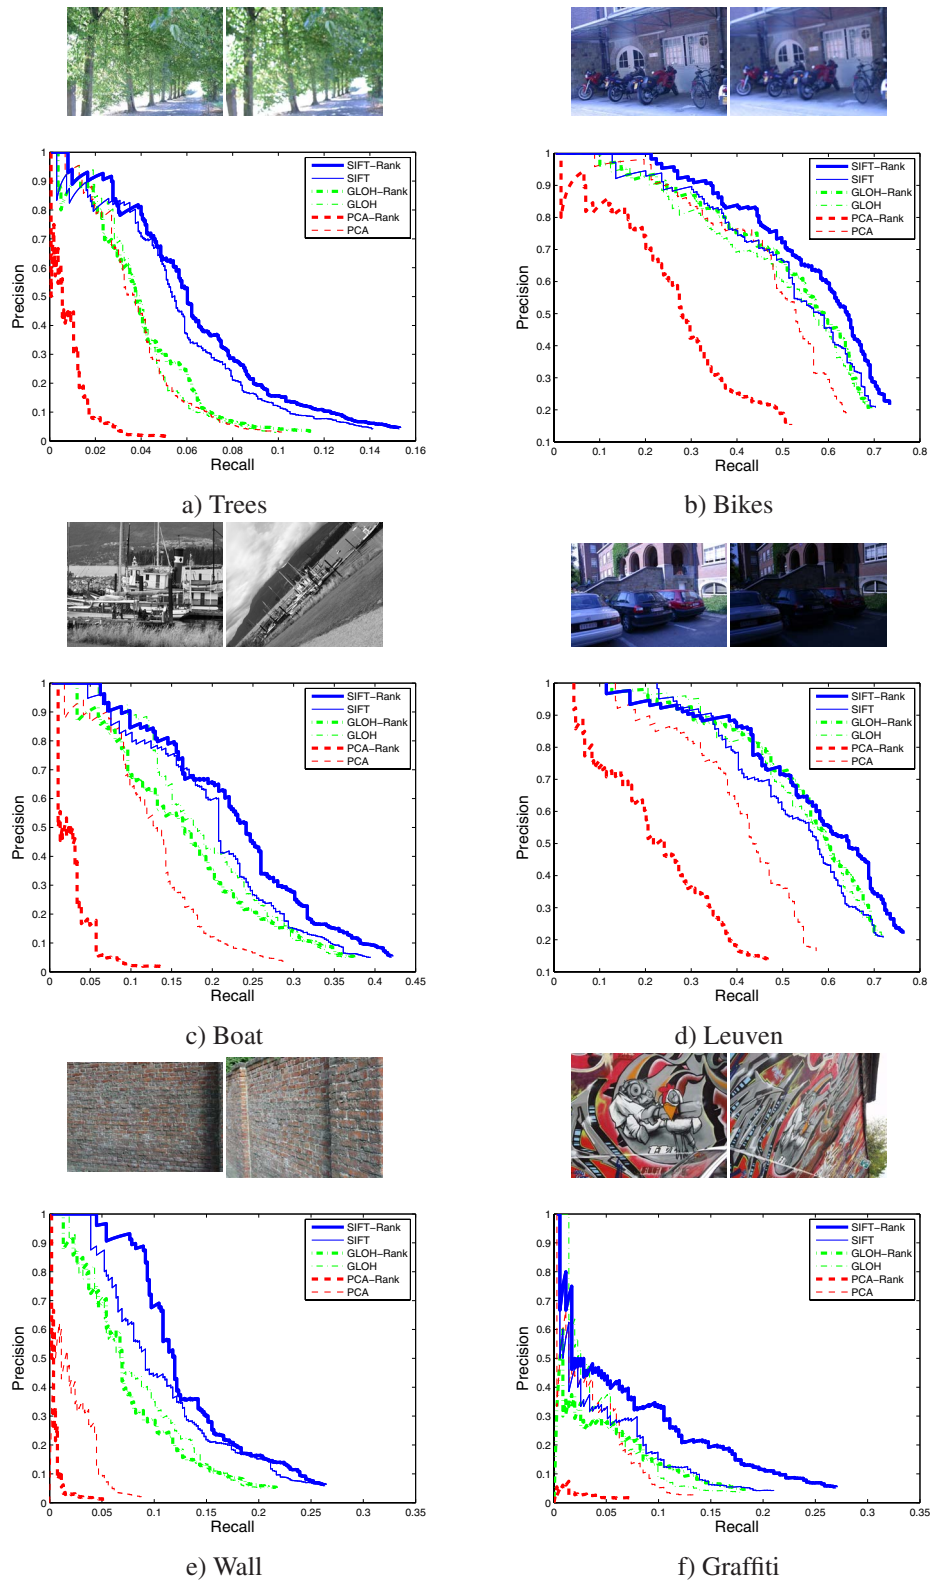 1
0.9
0.8
0.7
0.6
0.5
0.4
0.3
0.2
0.1
0
Precision
0 0.02 0.04 0.06 0.08 0.1 0.12 0.14 0.16
Recall
SIFT-Rank
SIFT
GLOH-Rank
GLOH
PCA-Rank
PCA
a) Trees
1
0.9
0.8
0.7
0.6
0.5
0.4
0.3
0.2
0.1
Precision
0 0.1 0.2 0.3 0.4 0.5 0.6 0.7 0.8
Recall
SIFT-Rank
SIFT
GLOH-Rank
GLOH
PCA-Rank
PCA
b) Bikes
1
0.9
0.8
0.7
0.6
0.5
0.4
0.3
0.2
0.1
0
Precision
0 0.05 0.1 0.15 0.2 0.25 0.3 0.35 0.4 0.45
Recall
SIFT-Rank
SIFT
GLOH-Rank
GLOH
PCA-Rank
PCA
c) Boat
1
0.9
0.8
0.7
0.6
0.5
0.4
0.3
0.2
0.1
Precision
0 0.1 0.2 0.3 0.4 0.5 0.6 0.7 0.8
Recall
SIFT-Rank
SIFT
GLOH-Rank
GLOH
PCA-Rank
PCA
d) Leuven
1
0.9
0.8
0.7
0.6
0.5
0.4
0.3
0.2
0.1
0
Precision
0 0.05 0.1 0.15 0.2 0.25 0.3 0.35
Recall
SIFT-Rank
SIFT
GLOH-Rank
GLOH
PCA-Rank
PCA
e) Wall
1
0.9
0.8
0.7
0.6
0.5
0.4
0.3
0.2
0.1
0
Precision
0 0.05 0.1 0.15 0.2 0.25 0.3 0.35
Recall
SIFT-Rank
SIFT
GLOH-Rank
GLOH
PCA-Rank
PCA
f) Graffiti